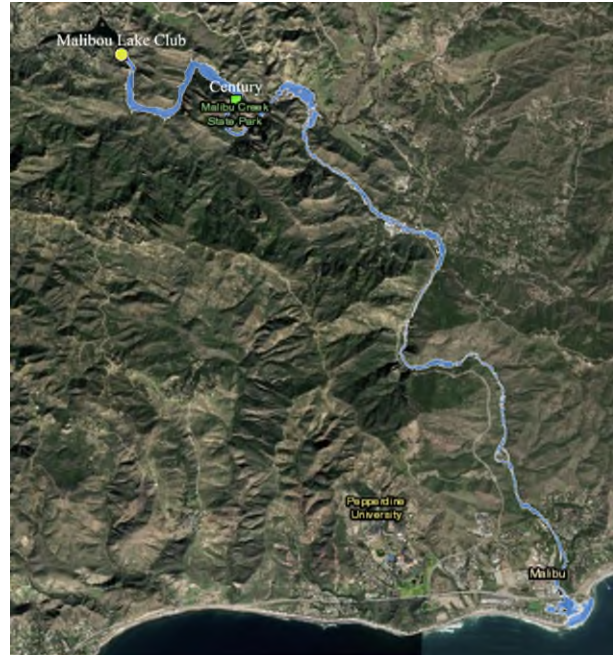 Malibou Lake Club
Century
Malibu Creek
State Park
Pepperdine
University
Malibu